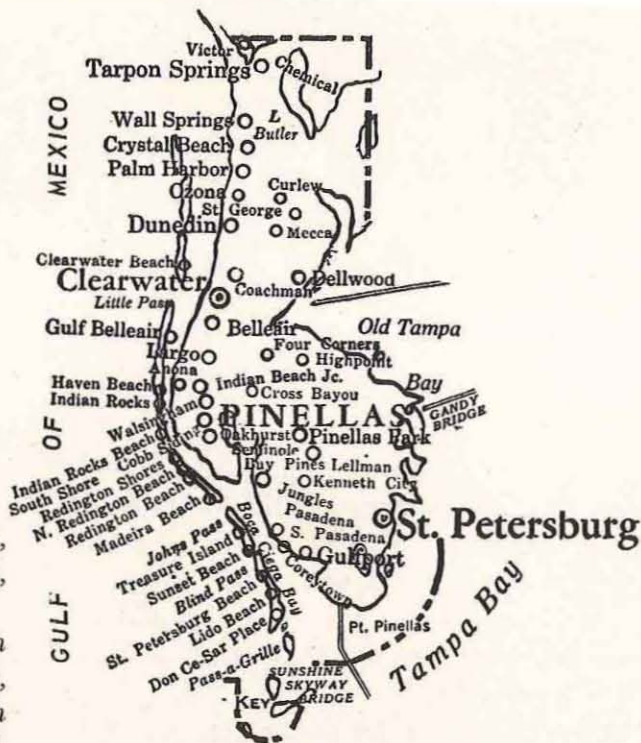 Victor
Tarpon Springs
Chemical
MEXICO
Wall Springs
L
Butler
Crystal Beach
Palm Harbor
Ozona
Curlew
St. George
Dunedin
Mecca
Clearwater Beach
Clearwater
Coachman
Dellwood
Little Pass
Gulf Belleair
Belleair
Old Tampa
Four Corners
Largo
Highpoint
Anona
Haven Beach
Indian Beach Jc.
Bay
Indian Rocks
Cross Bayou
GANDY
BRIDGE
OF
Walsingham
PINELLAS
Oakhurst
Pinellas Park
Indian Rocks Beach
Seminole
South Shore
Cobb Siding
Bay Pines
Lellman
Redington Shores
Kenneth City
N. Redington Beach
Jungles
Redington Beach
Pasadena
St. Petersburg
Madeira Beach
Johns Pass
Boca Ciega Bay
S. Pasadena
Treasure Island
Gulfport
Sunset Beach
Coreytown
Blind Pass
GULF
St. Petersburg Beach
Lido Beach
Pt. Pinellas
Tampa Bay
Don Ce-Sar Place
Pass-a-Grille
SUNSHINE
SKYWAY
BRIDGE
KEY